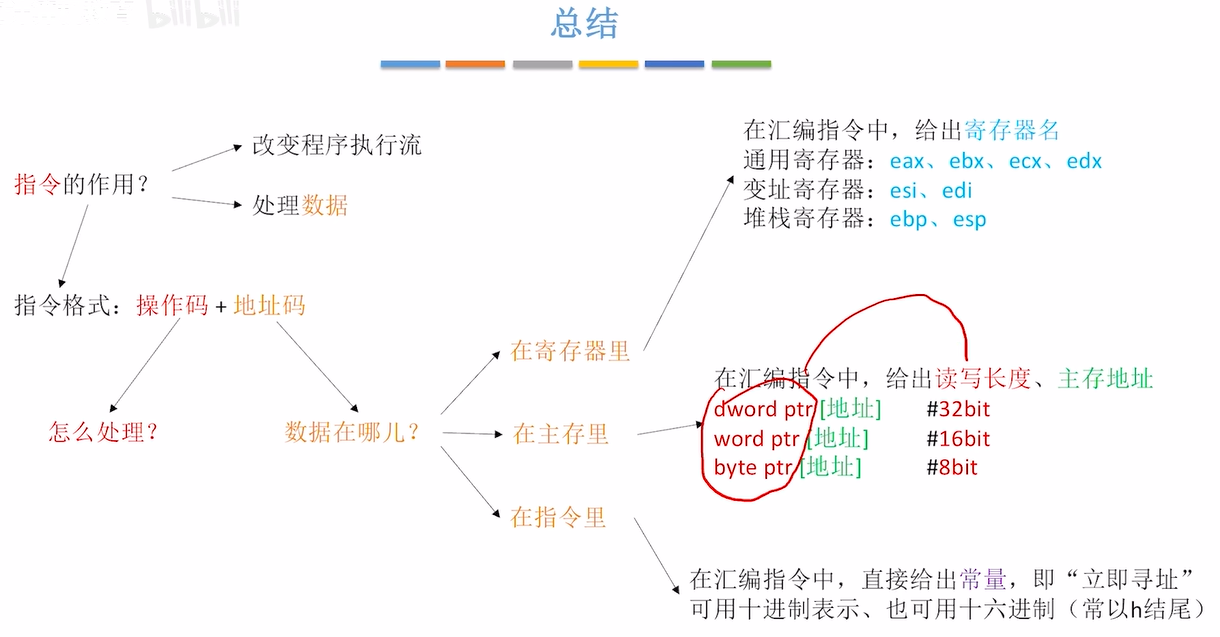 bilibili
总结
改变程序执行流
指令的作用？
处理数据
指令格式：操作码 + 地址码
怎么处理？
数据在哪儿？
在寄存器里
在主存里
在指令里
在汇编指令中，给出寄存器名
通用寄存器：eax、ebx、ecx、edx
变址寄存器：esi、edi
堆栈寄存器：ebp、esp
在汇编指令中，给出读写长度、主存地址
dword ptr [地址] #32bit
word ptr [地址] #16bit
byte ptr [地址] #8bit
在汇编指令中，直接给出常量，即“立即寻址”
可用十进制表示、也可用十六进制（常以h结尾）